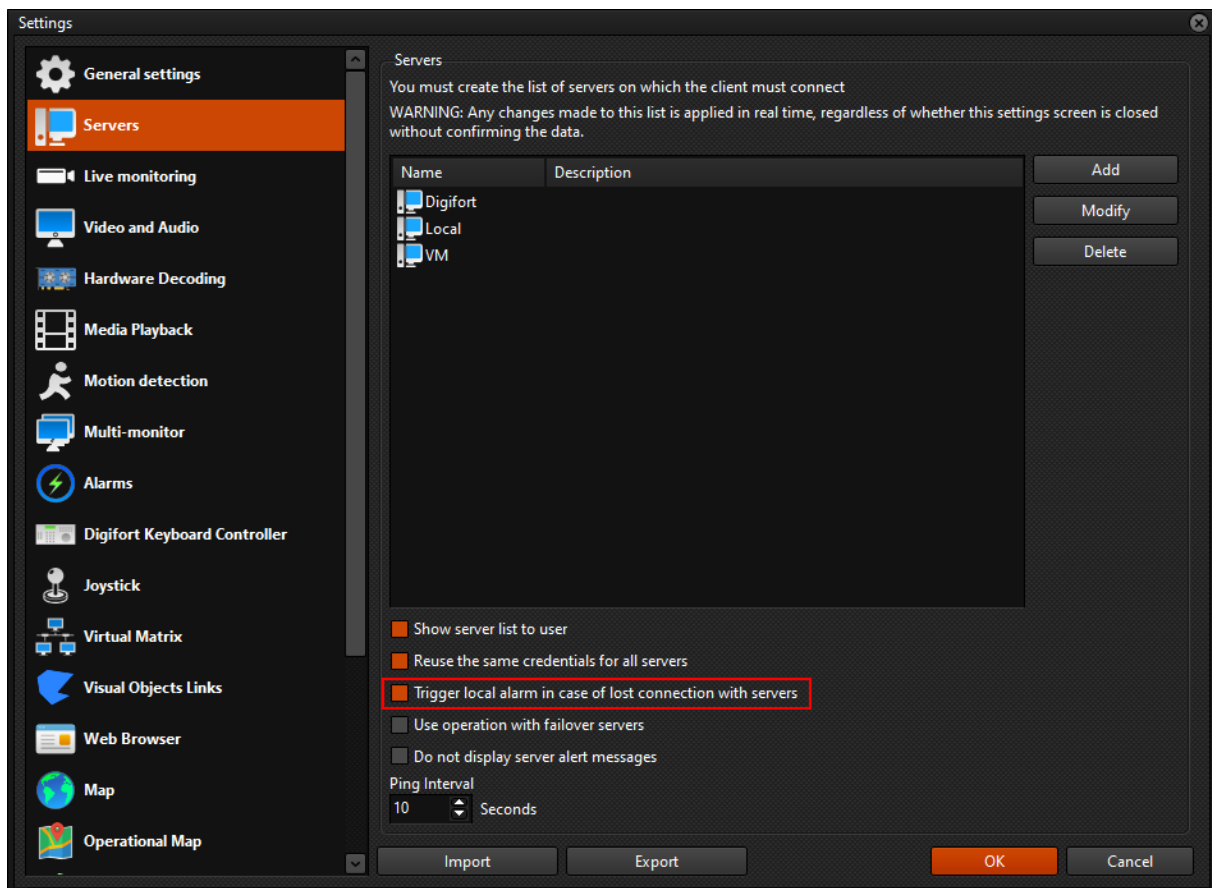 Settings
General settings
Servers
Live monitoring
Video and Audio
Hardware Decoding
Media Playback
Motion detection
Multi-monitor
Alarms
Digifort Keyboard Controller
Joystick
Virtual Matrix
Visual Objects Links
Web Browser
Map
Operational Map
Servers
You must create the list of servers on which the client must connect
WARNING: Any changes made to this list is applied in real time, regardless of whether this settings screen is closed
without confirming the data.
Name Description
Digifort
Local
VM
Add
Modify
Delete
Show server list to user
Reuse the same credentials for all servers
Trigger local alarm in case of lost connection with servers
Use operation with failover servers
Do not display server alert messages
Ping Interval
10 Seconds
Import Export OK Cancel